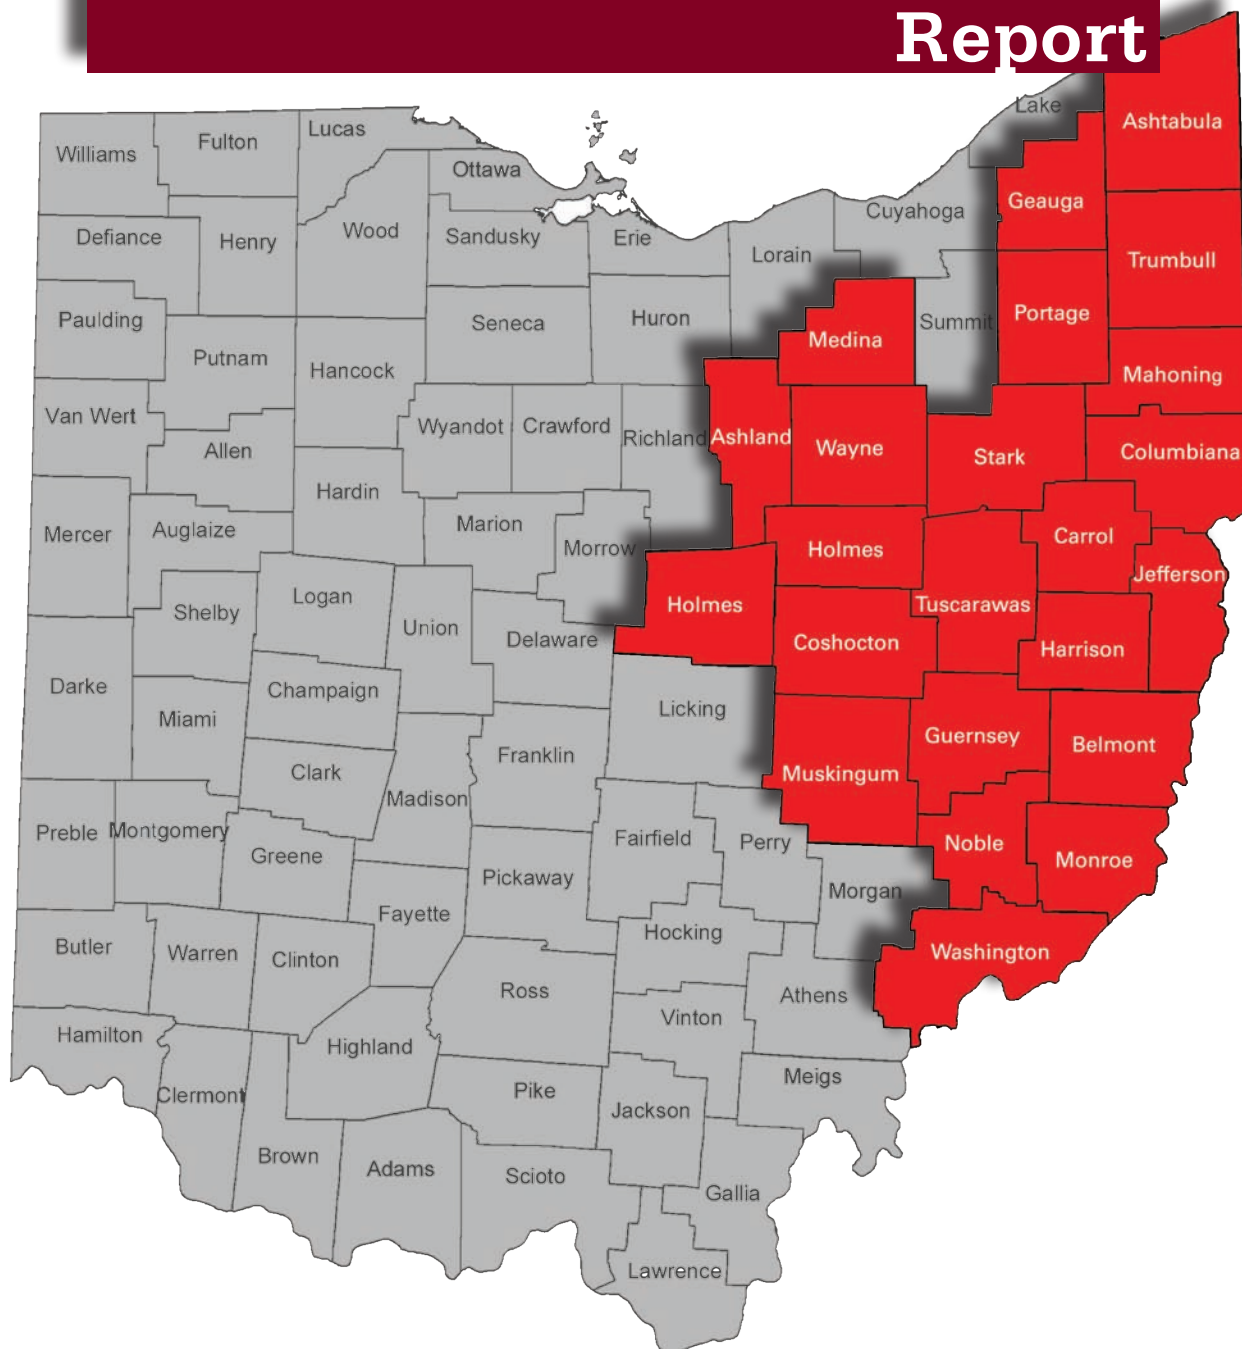 Report
Lake
Ashtabula
Williams
Fulton
Lucas
Ottawa
Geauga
Cuyahoga
Defiance
Henry
Wood
Sandusky
Erie
Lorain
Trumbull
Paulding
Putnam
Hancock
Seneca
Huron
Medina
Summit
Portage
Mahoning
Van Wert
Allen
Wyandot
Crawford
Richland
Ashland
Wayne
Stark
Columbiana
Mercer
Auglaize
Hardin
Marion
Morrow
Holmes
Carrol
Jefferson
Shelby
Logan
Union
Delaware
Holmes
Coshocton
Tuscarawas
Harrison
Darke
Miami
Champaign
Clark
Madison
Franklin
Licking
Muskingum
Guernsey
Belmont
Preble
Montgomery
Greene
Fayette
Pickaway
Fairfield
Perry
Morgan
Noble
Monroe
Butler
Warren
Clinton
Ross
Hocking
Vinton
Athens
Washington
Hamilton
Clermont
Highland
Pike
Jackson
Meigs
Brown
Adams
Scioto
Gallia
Lawrence